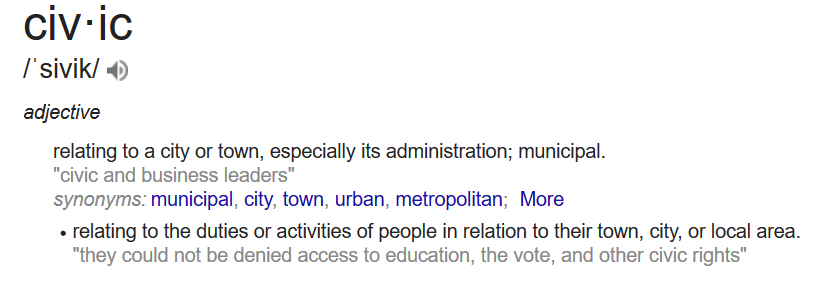 civ·ic
/ˈsivik/
adjective
relating to a city or town, especially its administration; municipal.
"civic and business leaders"
synonyms: municipal, city, town, urban, metropolitan; More
• relating to the duties or activities of people in relation to their town, city, or local area.
"they could not be denied access to education, the vote, and other civic rights"